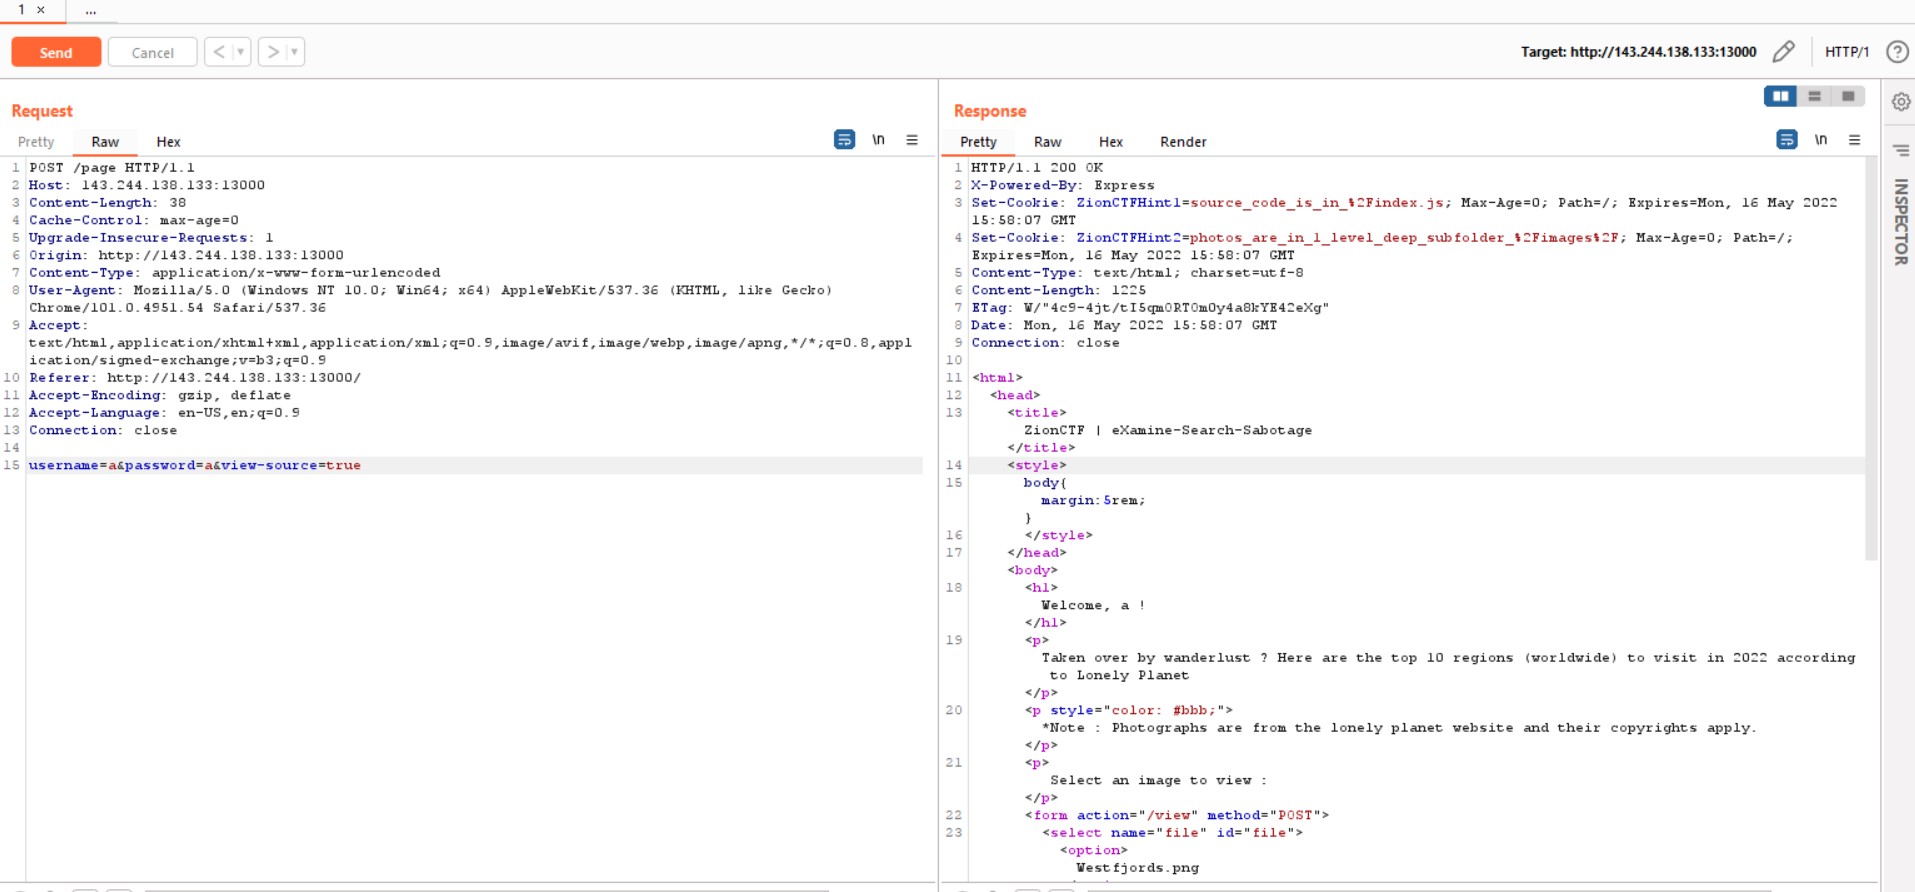 1 × ...
Send Cancel < > Target: http://143.244.138.133:13000 HTTP/1
Request
Pretty Raw Hex \n
1 POST /page HTTP/1.1
2 Host: 143.244.138.133:13000
3 Content-Length: 38
4 Cache-Control: max-age=0
5 Upgrade-Insecure-Requests: 1
6 Origin: http://143.244.138.133:13000
7 Content-Type: application/x-www-form-urlencoded
8 User-Agent: Mozilla/5.0 (Windows NT 10.0; Win64; x64) AppleWebKit/537.36 (KHTML, like Gecko)
Chrome/101.0.4951.54 Safari/537.36
9 Accept:
text/html,application/xhtml+xml,application/xml;q=0.9,image/avif,image/webp,image/apng,*/*;q=0.8,appl
ication/signed-exchange;v=b3;q=0.9
10 Referer: http://143.244.138.133:13000/
11 Accept-Encoding: gzip, deflate
12 Accept-Language: en-US,en;q=0.9
13 Connection: close
14
15 username=a&password=a&view-source=true
Response
Pretty Raw Hex Render \n
1 HTTP/1.1 200 OK
2 X-Powered-By: Express
3 Set-Cookie: ZionCTFHint1=source_code_is_in_%2Findex.js; Max-Age=0; Path=/; Expires=Mon, 16 May 2022
15:58:07 GMT
4 Set-Cookie: ZionCTFHint2=photos_are_in_1_level_deep_subfolder_%2Fimages%2F; Max-Age=0; Path=/;
Expires=Mon, 16 May 2022 15:58:07 GMT
5 Content-Type: text/html; charset=utf-8
6 Content-Length: 1225
7 ETag: W/"4c9-4jt/tI5qm0RT0m0y4a8kYE42eXg"
8 Date: Mon, 16 May 2022 15:58:07 GMT
9 Connection: close
10
11 <html>
12 <head>
13 <title>
ZionCTF | eXamine-Search-Sabotage
</title>
14 <style>
15 body{
margin:5rem;
}
16 </style>
17 </head>
<body>
18 <h1>
Welcome, a !
</h1>
19 <p>
Taken over by wanderlust ? Here are the top 10 regions (worldwide) to visit in 2022 according
to Lonely Planet
</p>
20 <p style="color: #bbb;">
*Note : Photographs are from the lonely planet website and their copyrights apply.
</p>
21 <p>
Select an image to view :
</p>
22 <form action="/view" method="POST">
23 <select name="file" id="file">
<option>
Westfjords.png
INSPECTOR